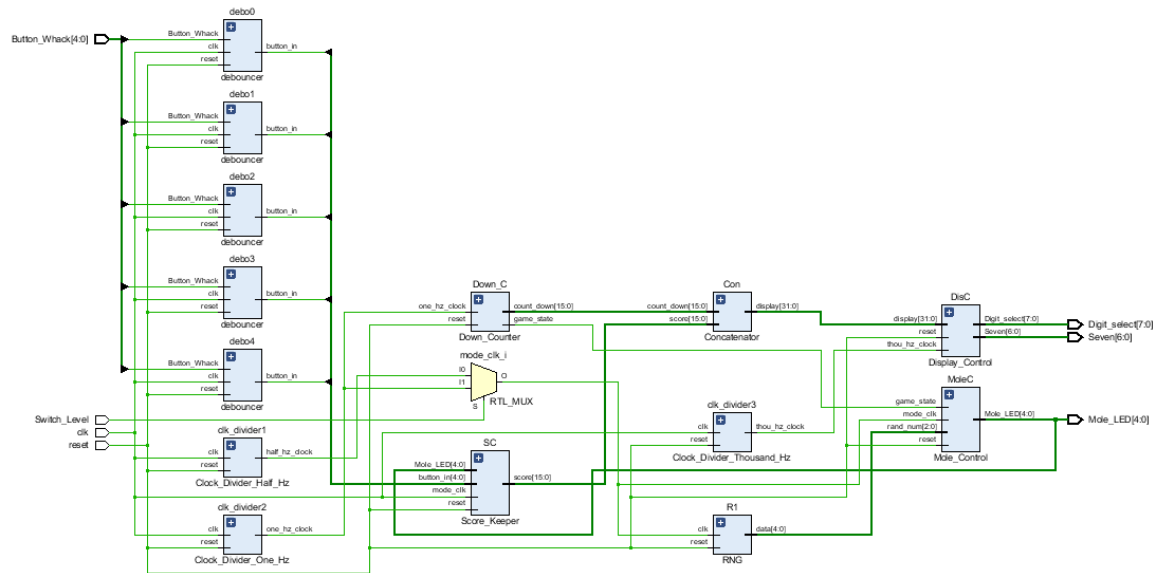 debo0
Button_Whack[4:0]
Button_Whack
clk
reset
button_in
debouncer
debo1
Button_Whack
clk
reset
button_in
debouncer
debo2
Button_Whack
clk
reset
button_in
debouncer
debo3
Button_Whack
clk
reset
button_in
debouncer
debo4
Button_Whack
clk
reset
button_in
debouncer
Switch_Level
clk
reset
clk_divider1
clk
reset
half_hz_clock
Clock_Divider_Half_Hz
clk_divider2
clk
reset
one_hz_clock
Clock_Divider_One_Hz
Down_C
one_hz_clock
reset
count_down[15:0]
game_state
Down_Counter
mode_clk_i
I0
I1
S
O
RTL_MUX
SC
Mole_LED[4:0]
button_in[4:0]
mode_clk
reset
score[15:0]
Score_Keeper
Con
count_down[15:0]
score[15:0]
display[31:0]
Concatenator
clk_divider3
clk
reset
thou_hz_clock
Clock_Divider_Thousand_Hz
R1
clk
reset
data[4:0]
RNG
DisC
display[31:0]
reset
thou_hz_clock
Digit_select[7:0]
Seven[6:0]
Display_Control
MoleC
game_state
mode_clk
rand_num[2:0]
reset
Mole_LED[4:0]
Mole_Control
Digit_select[7:0]
Seven[6:0]
Mole_LED[4:0]